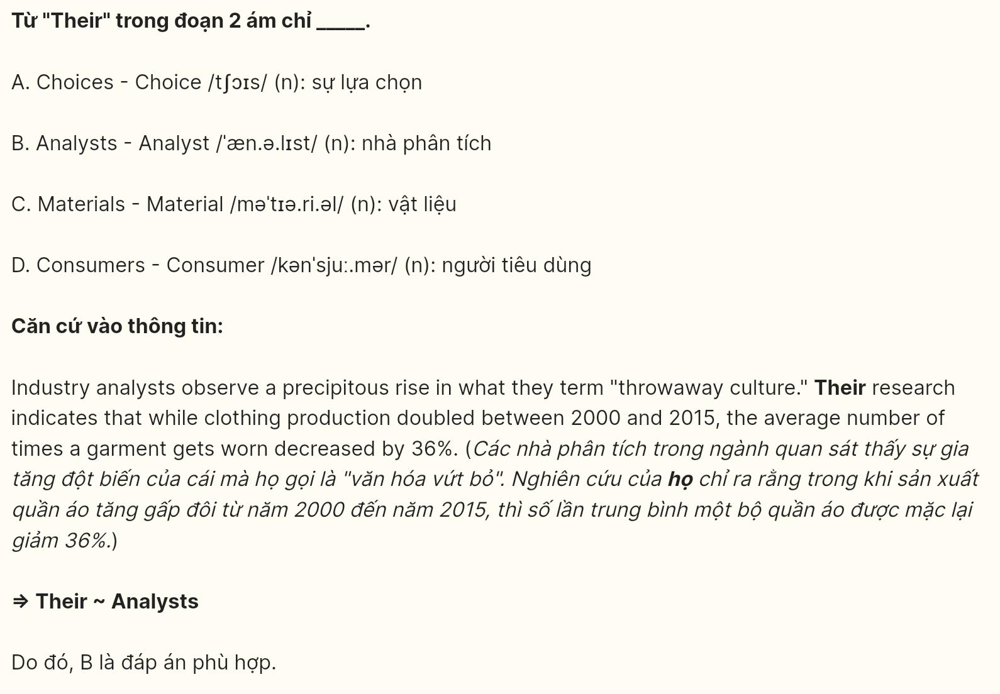 Từ "Their" trong đoạn 2 ám chỉ _____.
A. Choices - Choice /tʃɔɪs/ (n): sự lựa chọn
B. Analysts - Analyst /ˈæn.ə.lɪst/ (n): nhà phân tích
C. Materials - Material /məˈtɪə.ri.əl/ (n): vật liệu
D. Consumers - Consumer /kənˈsjuː.mər/ (n): người tiêu dùng
Căn cứ vào thông tin:
Industry analysts observe a precipitous rise in what they term "throwaway culture." Their research
indicates that while clothing production doubled between 2000 and 2015, the average number of
times a garment gets worn decreased by 36%. (Các nhà phân tích trong ngành quan sát thấy sự gia
tăng đột biến của cái mà họ gọi là "văn hóa vứt bỏ". Nghiên cứu của họ chỉ ra rằng trong khi sản xuất
quần áo tăng gấp đôi từ năm 2000 đến năm 2015, thì số lần trung bình một bộ quần áo được mặc lại
giảm 36%.)
⇒ Their ~ Analysts
Do đó, B là đáp án phù hợp.